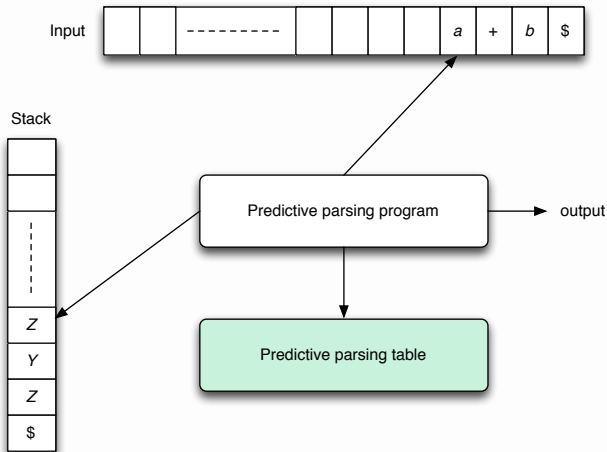 Input a + b $
Stack
Predictive parsing program
output
Z
Y
Predictive parsing table
Z
$